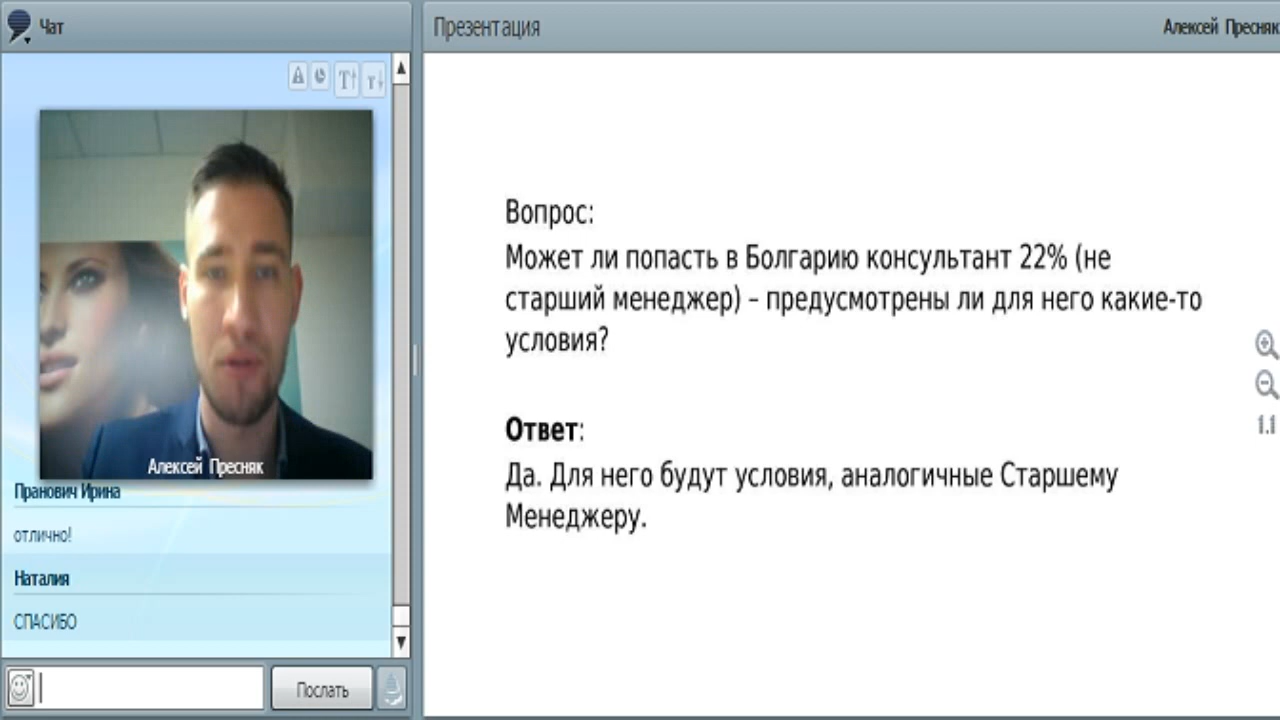 Чат
Презентация
Алексей Пресняк
Алексей Пресняк
Пранович Ирина
отлично!
Наталия
СПАСИБО
Послать
Вопрос:
Может ли попасть в Болгарию консультант 22% (не
старший менеджер) – предусмотрены ли для него какие-то
условия?
Ответ:
Да. Для него будут условия, аналогичные Старшему
Менеджеру.
1.1